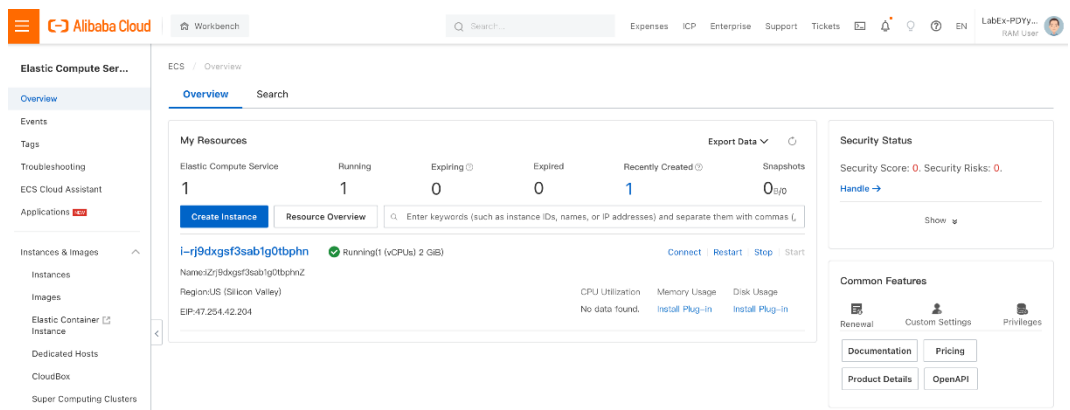 Alibaba Cloud
Workbench
Search...
Expenses ICP Enterprise Support Tickets EN
LabEx-PDYy...
RAM User
Elastic Compute Ser...
Overview
Events
Tags
Troubleshooting
ECS Cloud Assistant
Applications NEW
Instances & Images
Instances
Images
Elastic Container
Instance
Dedicated Hosts
CloudBox
Super Computing Clusters
ECS / Overview
Overview Search
My Resources
Export Data
Elastic Compute Service Running Expiring Expired Recently Created Snapshots
1 1 0 0 1 0B/0
Create Instance Resource Overview Enter keywords (such as instance IDs, names, or IP addresses) and separate them with commas (,
i-rj9dxgsf3sab1g0tbphn Running(1 (vCPUs) 2 GiB) Connect Restart Stop Start
Name:iZrj9dxgsf3sab1g0tbphnZ
Region:US (Silicon Valley) CPU Utilization Memory Usage Disk Usage
EIP:47.254.42.204 No data found. Install Plug-in Install Plug-in
Security Status
Security Score: 0. Security Risks: 0.
Handle →
Show
Common Features
Renewal Custom Settings Privileges
Documentation Pricing
Product Details OpenAPI